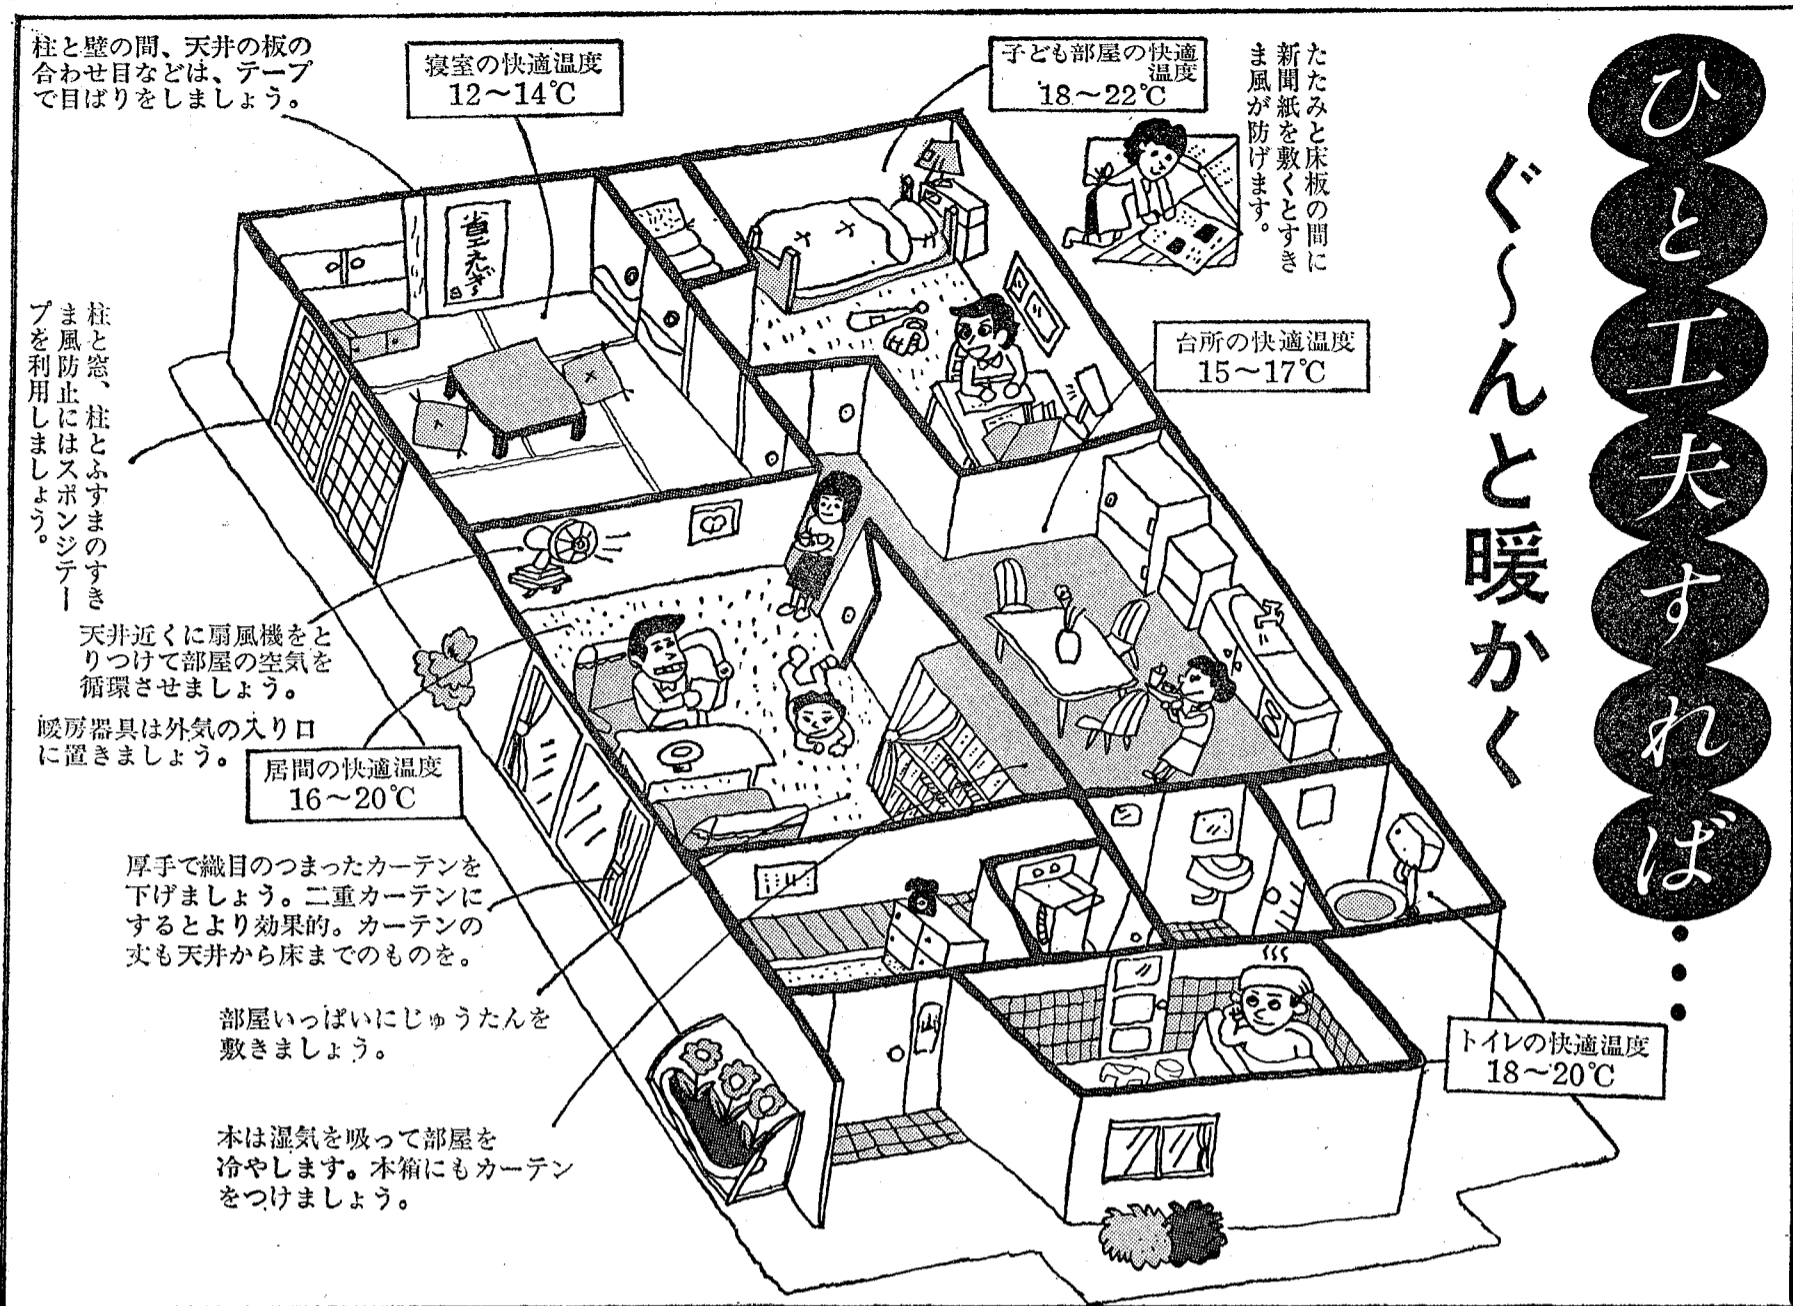 ひと工夫すれば…
ぐ〜んと暖かく
たたみと床板の間に
新聞紙を敷くとすき
ま風が防げます。
子ども部屋の快適
温度
18〜22℃
寝室の快適温度
12〜14℃
柱と壁の間、天井の板の
合わせ目などは、テープ
で目ばりをしましょう。
省エネルギー
台所の快適温度
15〜17℃
柱と窓、柱とふすまのすき
ま風防止にはスポンジテー
プを利用しましょう。
天井近くに扇風機をと
りつけて部屋の空気を
循環させましょう。
暖房器具は外気の入り口
に置きましょう。
居間の快適温度
16〜20℃
厚手で織目のつまったカーテンを
下げましょう。二重カーテンに
するとより効果的。カーテンの
丈も天井から床までのものを。
部屋いっぱいにじゅうたんを
敷きましょう。
本は湿気を吸って部屋を
冷やします。本箱にもカーテン
をつけましょう。
トイレの快適温度
18〜20℃